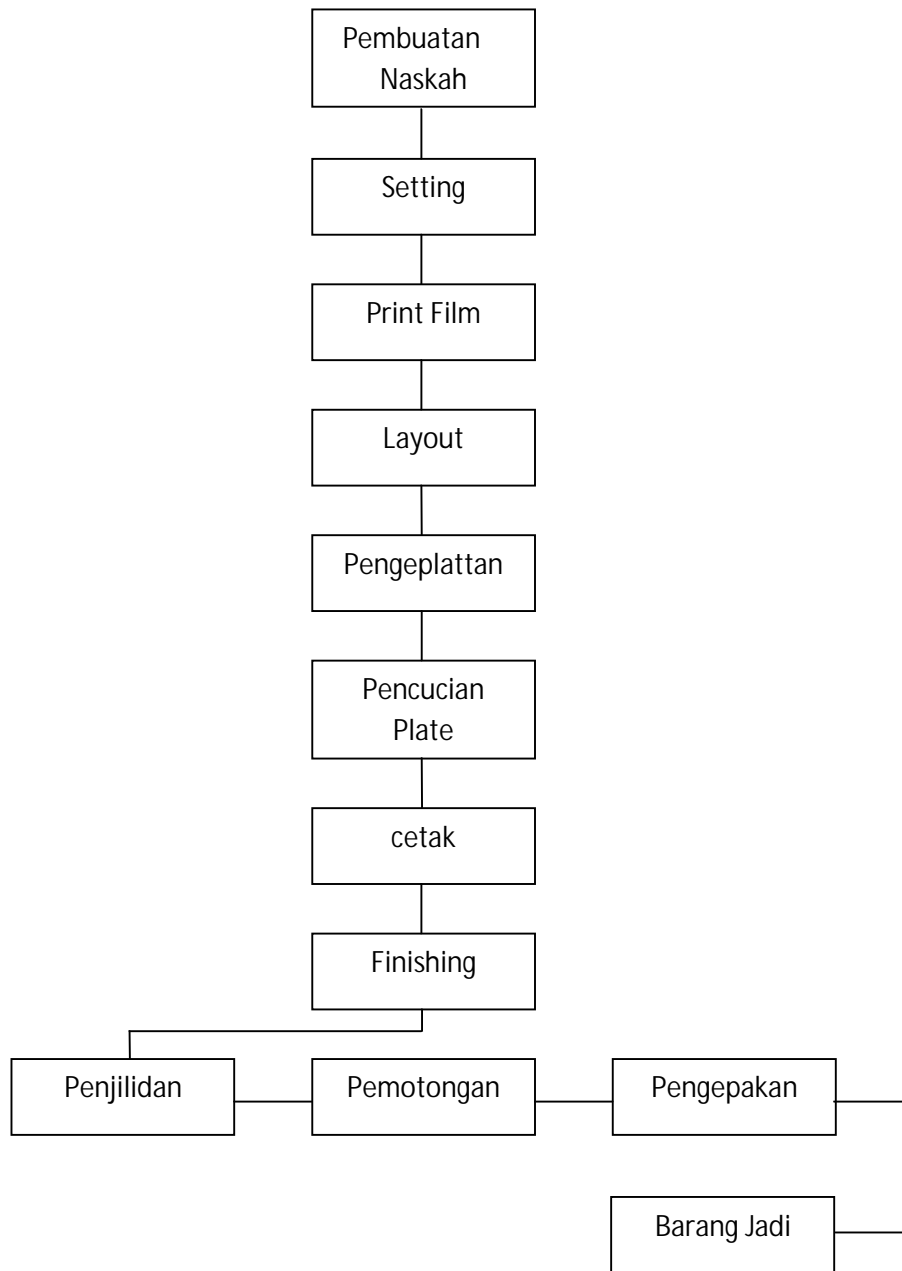 Pembuatan
Naskah
Setting
Print Film
Layout
Pengeplattan
Pencucian
Plate
cetak
Finishing
Penjilidan
Pemotongan
Pengepakan
Barang Jadi